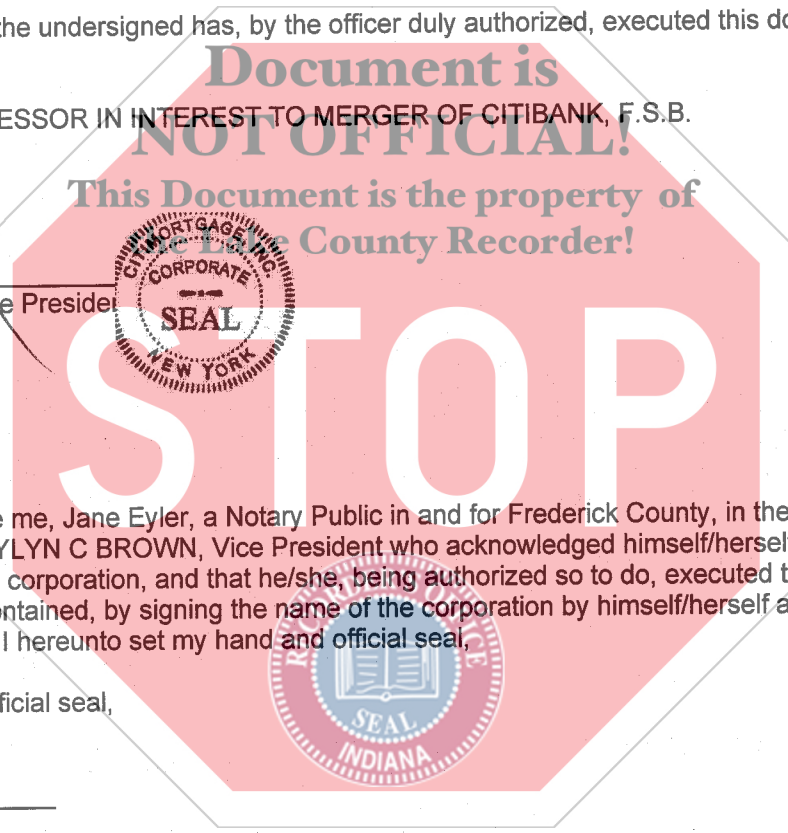 the undersigned has, by the officer duly authorized, executed this do
Document is
ESSOR IN INTEREST TO MERGER OF CITIBANK, F.S.B.
NOT OFFICIAL!
This Document is the property of
the Lake County Recorder!
CITIMORTGAGE, INC.
CORPORATE
SEAL
NEW YORK
e Presider
STOP
e me, Jane Eyler, a Notary Public in and for Frederick County, in the
YLYN C BROWN, Vice President who acknowledged himself/hersel
corporation, and that he/she, being authorized so to do, executed t
ontained, by signing the name of the corporation by himself/herself a
I hereunto set my hand and official seal,
RECORDER'S OFFICE
SEAL
INDIANA
ficial seal,